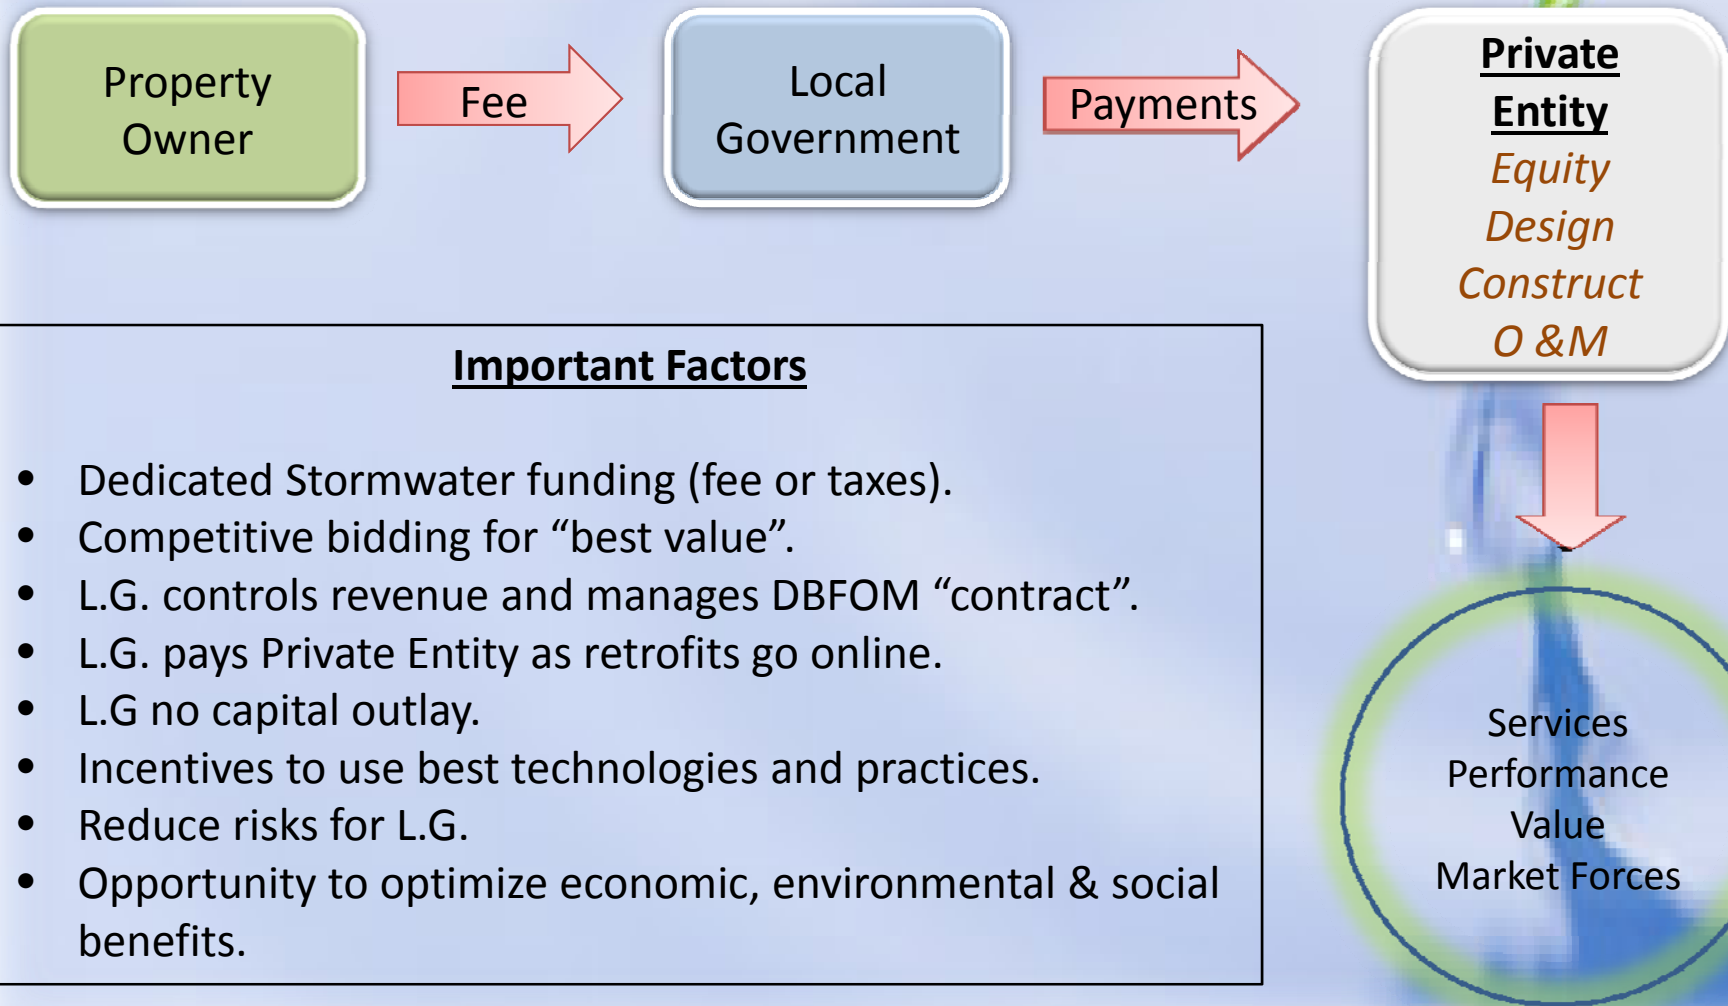 Property
Owner
Fee
Local
Government
Payments
Private
Entity
Equity
Design
Construct
O &M
Important Factors
• Dedicated Stormwater funding (fee or taxes).
• Competitive bidding for “best value”.
• L.G. controls revenue and manages DBFOM “contract”.
• L.G. pays Private Entity as retrofits go online.
• L.G no capital outlay.
• Incentives to use best technologies and practices.
• Reduce risks for L.G.
• Opportunity to optimize economic, environmental & social
benefits.
Services
Performance
Value
Market Forces